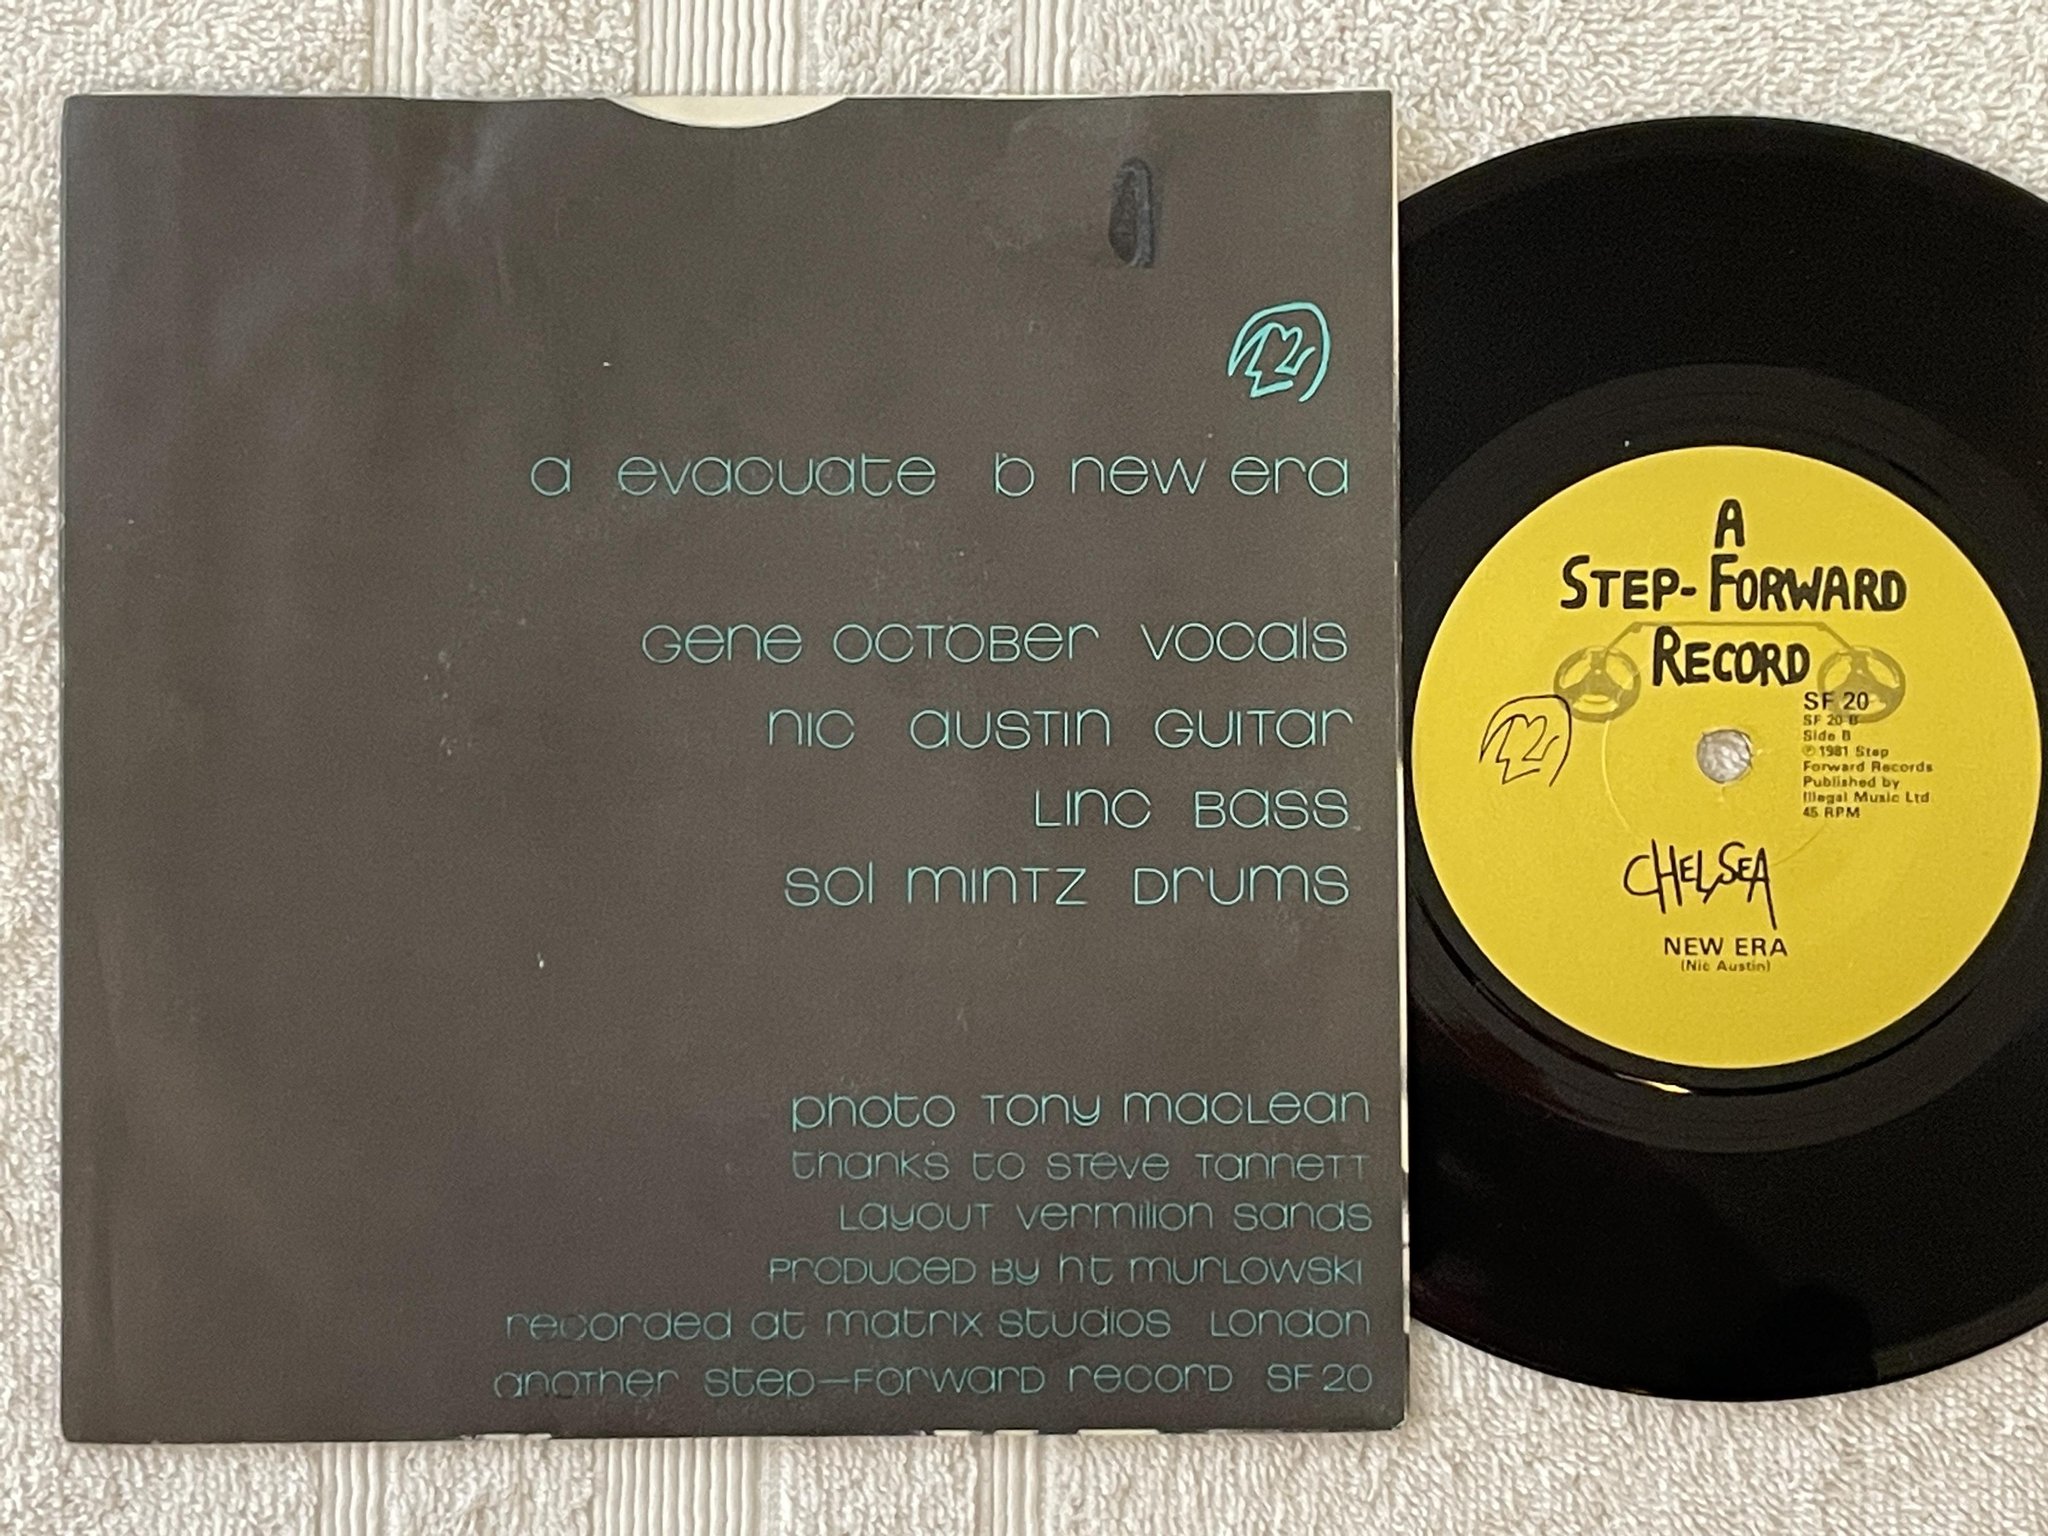 a evacuate b new era
Gene October vocals
nic austin guitar
Linc Bass
sol mintz Drums
photo Tony Maclean
thanks to Steve Tannett
Layout vermilion sands
Produced By ht murlowski
recorded at matrix studios London
another step-Forward record SF 20
A
STEP-FORWARD
RECORD
SF 20
SF 20 B
Side B
℗ 1981 Step
Forward Records
Published by
Illegal Music Ltd
45 RPM
CHELSEA
NEW ERA
(Nic Austin)